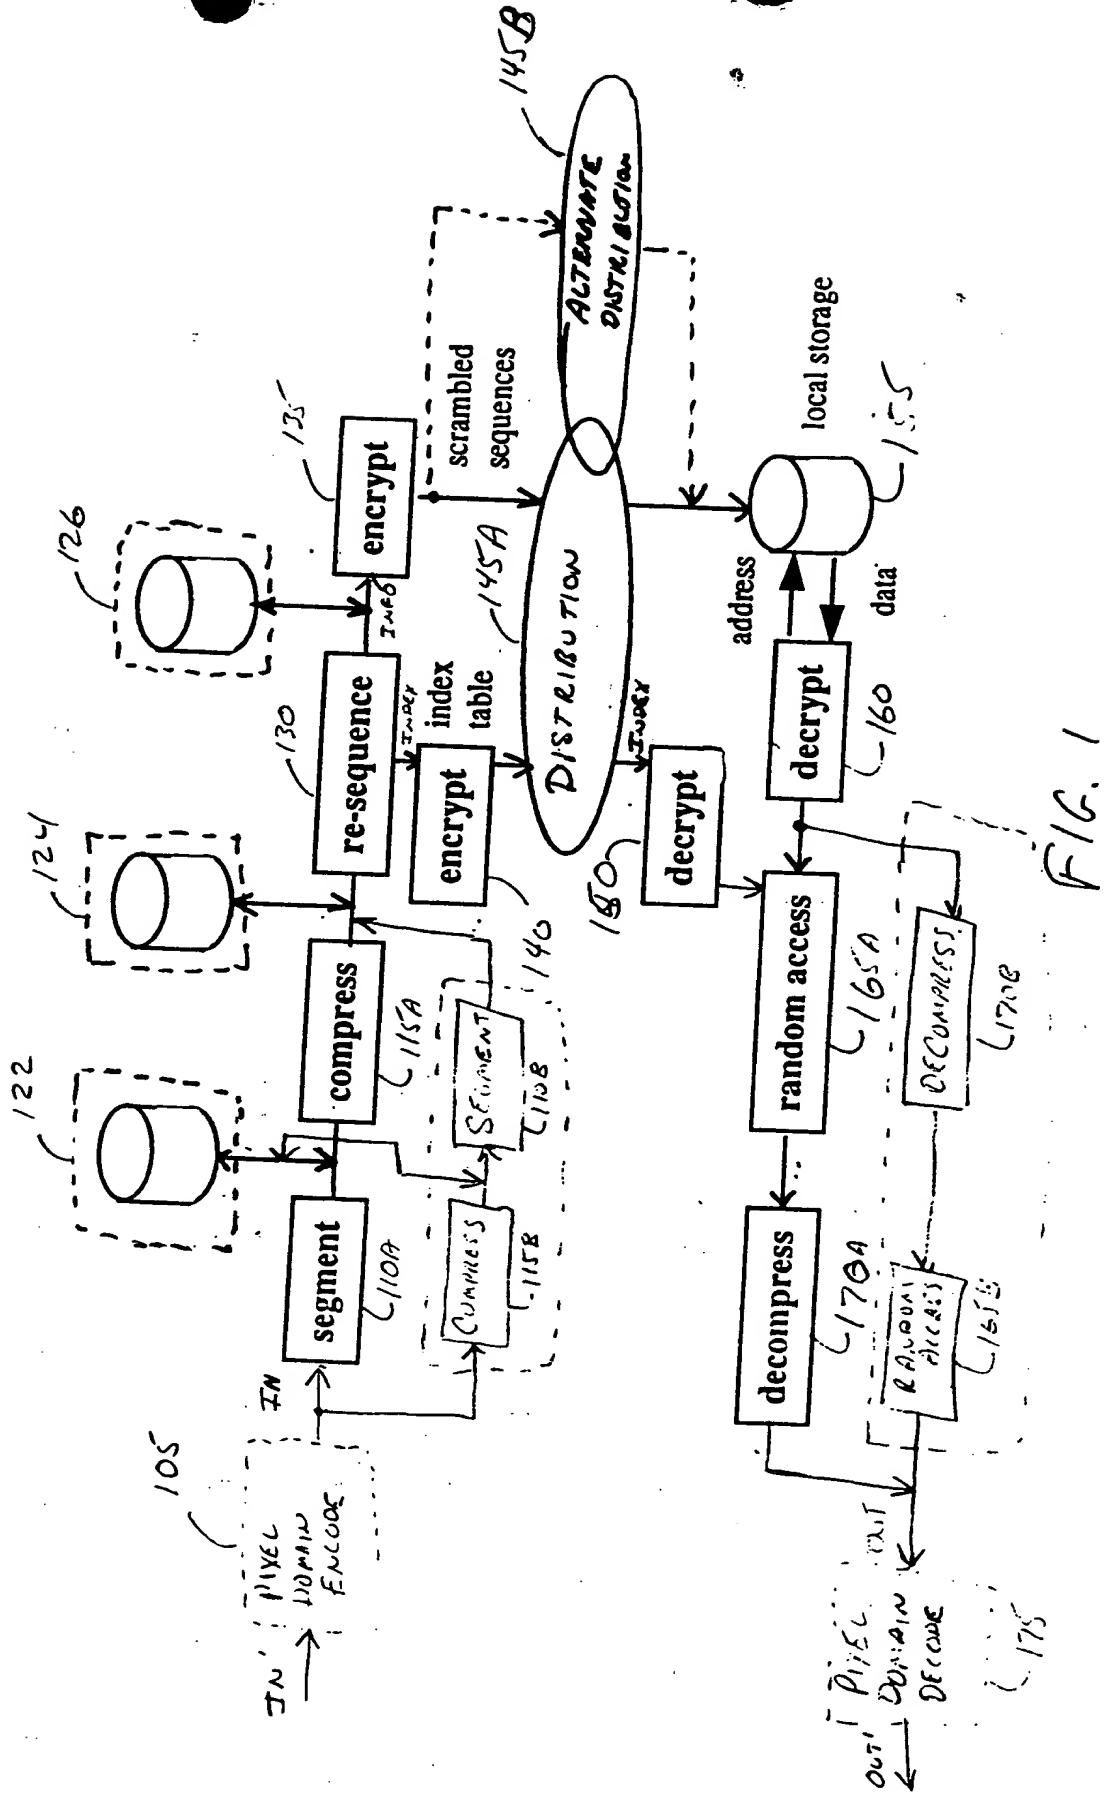 122
124
126
105
IN'
PIXEL
DOMAIN
ENCODE
IN
segment
110A
compress
115A
re-sequence
130
INFO
encrypt
135
COMPRESS
115B
SEGMENT
110B
INDEX
index
table
encrypt
140
scrambled
sequences
DISTRIBUTION
145A
ALTERNATE
DISTRIBUTION
145B
INDEX
decrypt
address
data
local storage
155
decrypt
160
random access
165A
decompress
170A
DECOMPRESS
170B
RANDOM
ACCESS
165B
OUT
PIXEL
DOMAIN
DECODE
175
OUT'
FIG. 1